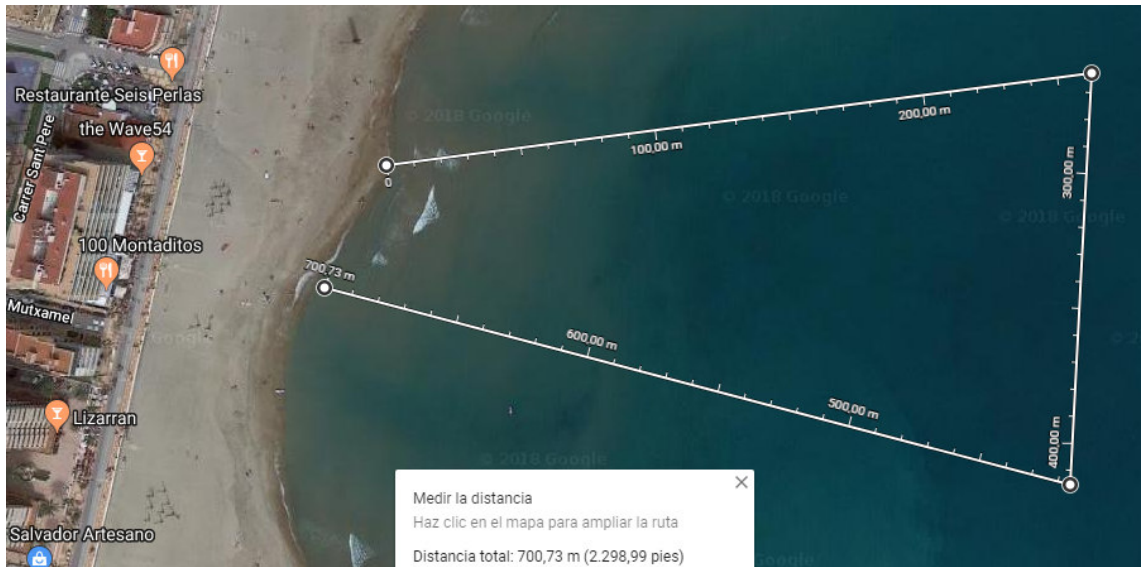 Restaurante Seis Perlas
the Wave54
Carrer Sant Pere
100 Montaditos
Mutxamel
Lizarran
Salvador Artesano
© 2018 Google
© 2018 Google
© 2018 Google
© 2018 Google
0
100,00 m
200,00 m
300,00 m
400,00 m
500,00 m
600,00 m
700,73 m
Medir la distancia
Haz clic en el mapa para ampliar la ruta
Distancia total: 700,73 m (2.298,99 pies)